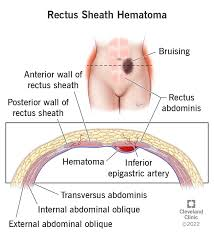 Rectus Sheath Hematoma
Bruising
Anterior wall of
rectus sheath
Posterior wall of
rectus sheath
Rectus
abdominis
Hematoma
Inferior
epigastric artery
Transversus abdominis
Internal abdominal oblique
External abdominal oblique
Cleveland
Clinic
©2022